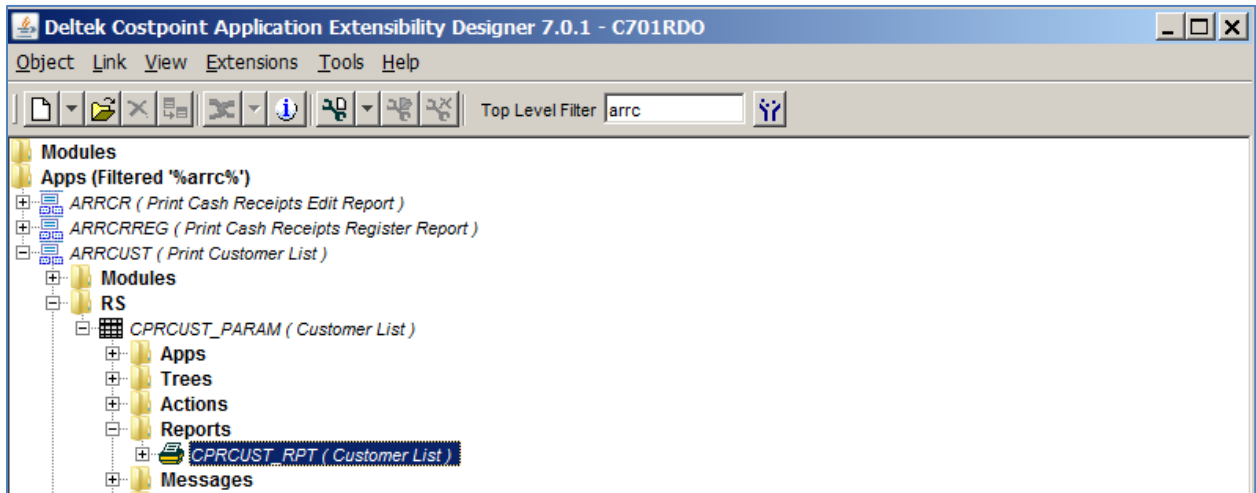 Deltek Costpoint Application Extensibility Designer 7.0.1 - C701RDO
Object Link View Extensions Tools Help
Top Level Filter arrc
Modules
Apps (Filtered '%arrc%')
ARRCR ( Print Cash Receipts Edit Report )
ARRCRREG ( Print Cash Receipts Register Report )
ARRCUST ( Print Customer List )
Modules
RS
CPRCUST_PARAM ( Customer List )
Apps
Trees
Actions
Reports
CPRCUST_RPT ( Customer List )
Messages